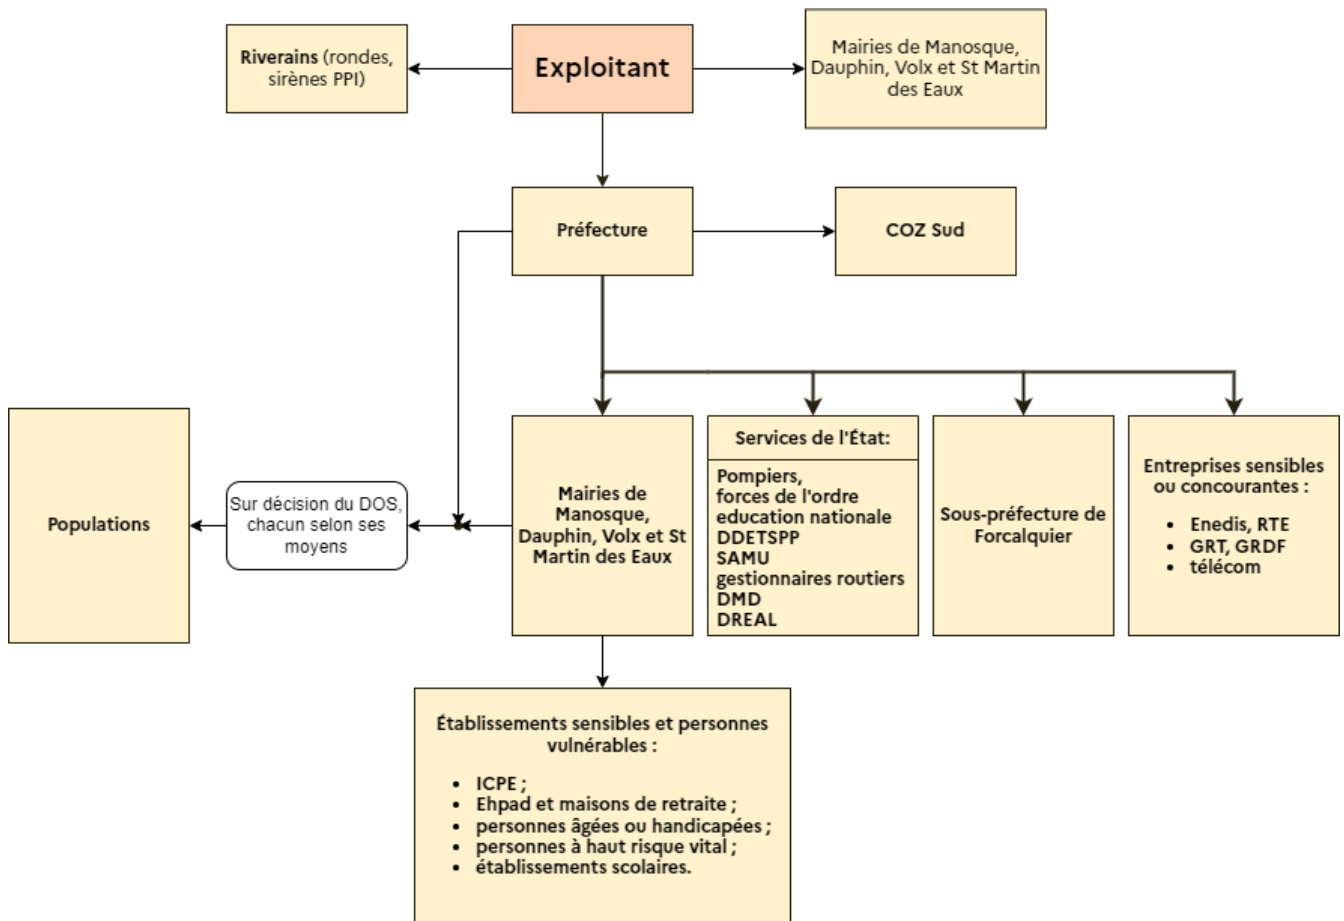 Riverains (rondes,
sirènes PPI)
Exploitant
Mairies de Manosque,
Dauphin, Volx et St Martin
des Eaux
Préfecture
COZ Sud
Populations
Sur décision du DOS,
chacun selon ses
moyens
Mairies de
Manosque,
Dauphin, Volx et St
Martin des Eaux
Services de l'État:
Pompiers,
forces de l'ordre
education nationale
DDETSPP
SAMU
gestionnaires routiers
DMD
DREAL
Sous-préfecture de
Forcalquier
Entreprises sensibles
ou concourantes :
• Enedis, RTE
• GRT, GRDF
• télécom
Établissements sensibles et personnes
vulnérables :
• ICPE ;
• Ehpad et maisons de retraite ;
• personnes âgées ou handicapées ;
• personnes à haut risque vital ;
• établissements scolaires.